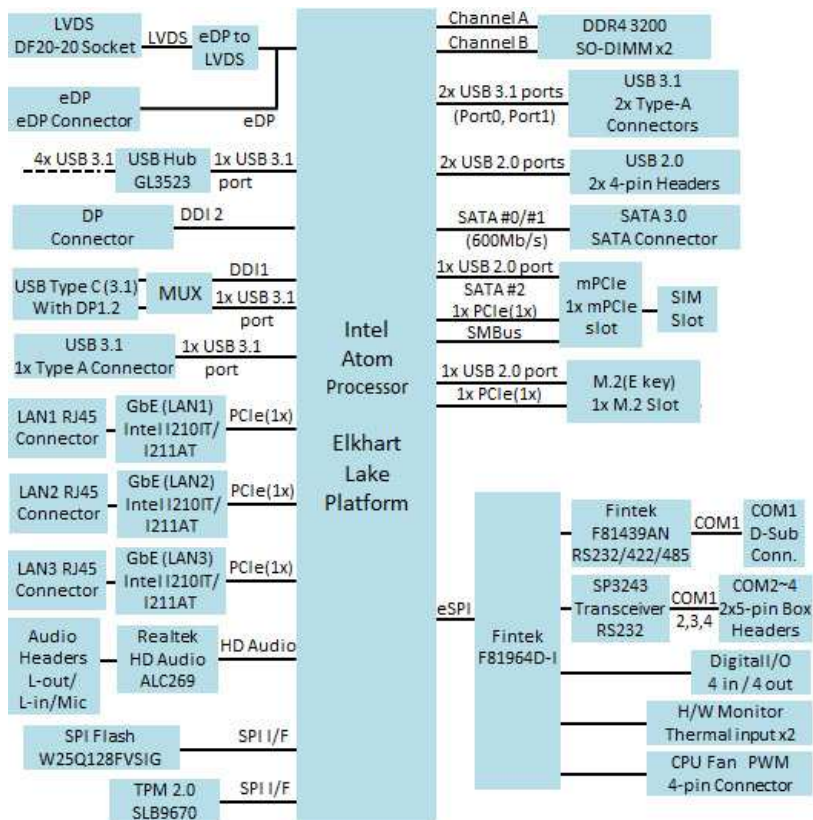 LVDS
DF20-20 Socket
LVDS
eDP to
LVDS
eDP
eDP Connector
eDP
4x USB 3.1
USB Hub
GL3523
1x USB 3.1
port
DP
Connector
DDI 2
USB Type C (3.1)
With DP1.2
MUX
DDI1
1x USB 3.1
port
USB 3.1
1x Type A Connector
1x USB 3.1
port
LAN1 RJ45
Connector
GbE (LAN1)
Intel I210IT/
I211AT
PCIe(1x)
LAN2 RJ45
Connector
GbE (LAN2)
Intel I210IT/
I211AT
PCIe(1x)
LAN3 RJ45
Connector
GbE (LAN3)
Intel I210IT/
I211AT
PCIe(1x)
Audio
Headers
L-out/
L-in/Mic
Realtek
HD Audio
ALC269
HD Audio
SPI Flash
W25Q128FVSIG
SPI I/F
TPM 2.0
SLB9670
SPI I/F
Intel
Atom
Processor
Elkhart
Lake
Platform
Channel A
Channel B
DDR4 3200
SO-DIMM x2
2x USB 3.1 ports
(Port0, Port1)
USB 3.1
2x Type-A
Connectors
2x USB 2.0 ports
USB 2.0
2x 4-pin Headers
SATA #0/#1
(600Mb/s)
SATA 3.0
SATA Connector
1x USB 2.0 port
SATA #2
1x PCIe(1x)
SMBus
mPCIe
1x mPCIe
slot
SIM
Slot
1x USB 2.0 port
1x PCIe(1x)
M.2(E key)
1x M.2 Slot
eSPI
Fintek
F81964D-I
Fintek
F81439AN
RS232/422/485
COM1
COM1
D-Sub
Conn.
SP3243
Transceiver
RS232
COM1
2,3,4
COM2~4
2x5-pin Box
Headers
DigitalI/O
4 in / 4 out
H/W Monitor
Thermal input x2
CPU Fan PWM
4-pin Connector